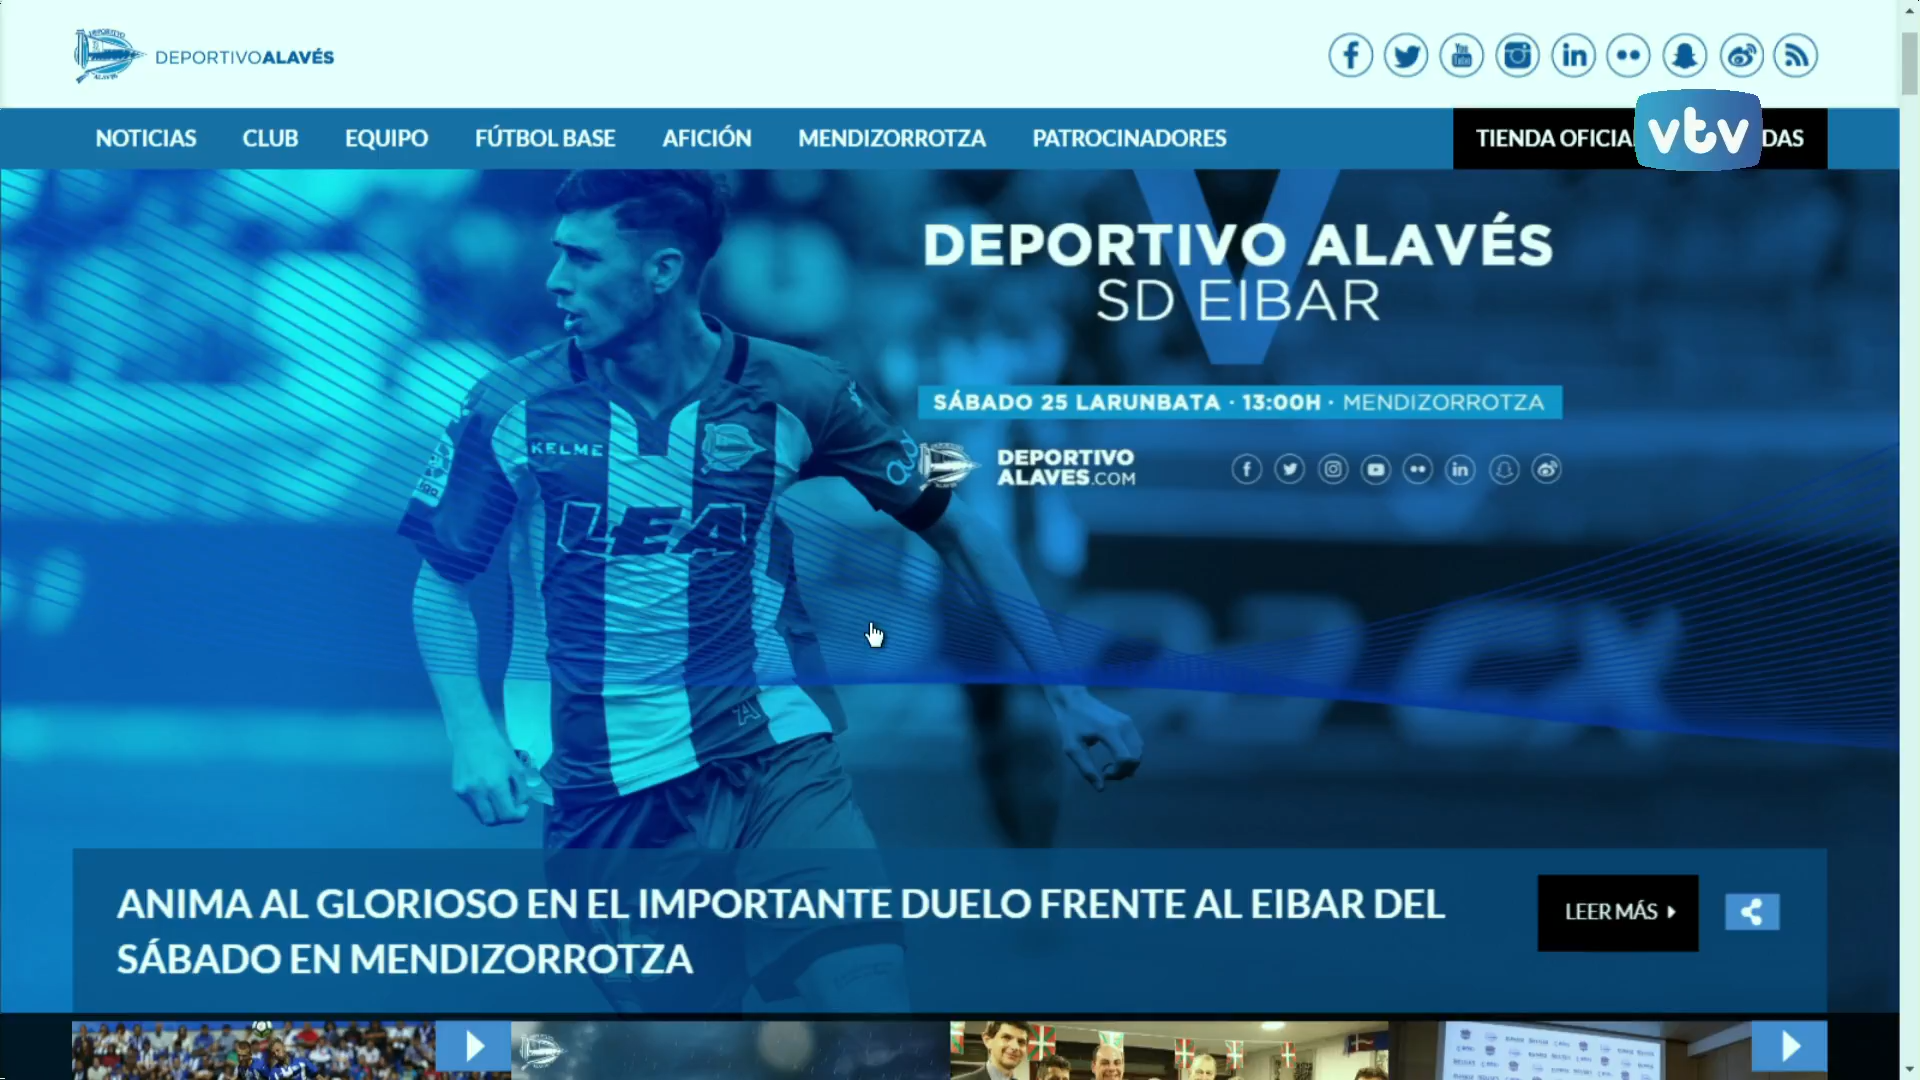 DEPORTIVO ALAVÉS
NOTICIAS CLUB EQUIPO FÚTBOL BASE AFICIÓN MENDIZORROTZA PATROCINADORES TIENDA OFICIA
vtv
DAS
DEPORTIVO ALAVÉS
SD EIBAR
SÁBADO 25 LARUNBATA · 13:00H · MENDIZORROTZA
DEPORTIVO
ALAVES.COM
KELME
LEA
ANIMA AL GLORIOSO EN EL IMPORTANTE DUELO FRENTE AL EIBAR DEL
SÁBADO EN MENDIZORROTZA
LEER MÁS